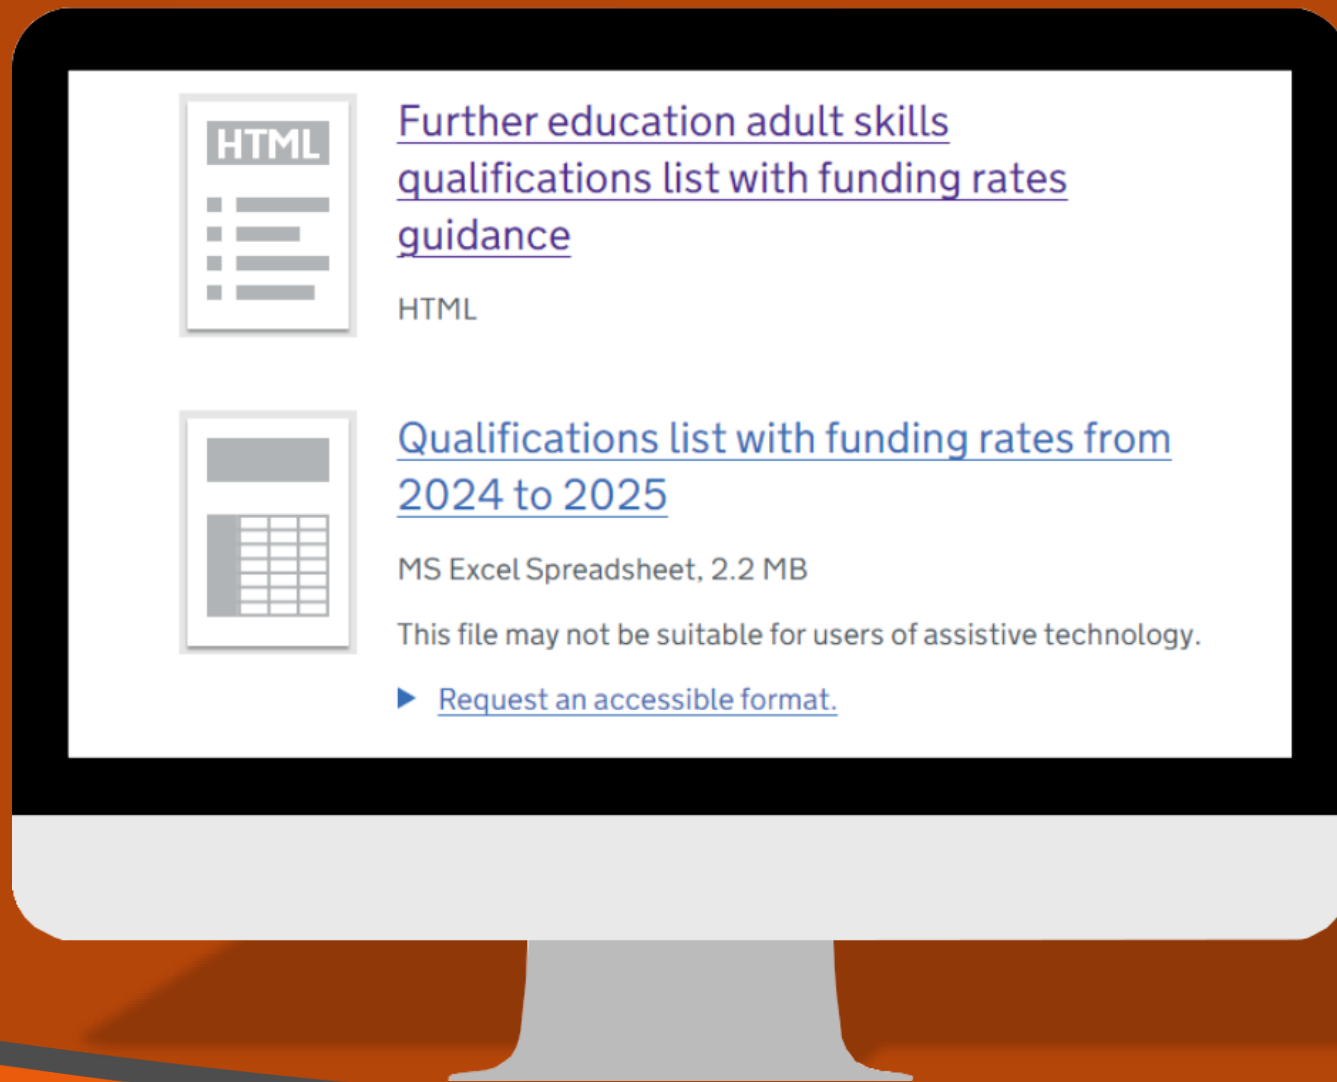 HTML
Further education adult skills
qualifications list with funding rates
guidance
HTML
Qualifications list with funding rates from
2024 to 2025
MS Excel Spreadsheet, 2.2 MB
This file may not be suitable for users of assistive technology.
Request an accessible format.